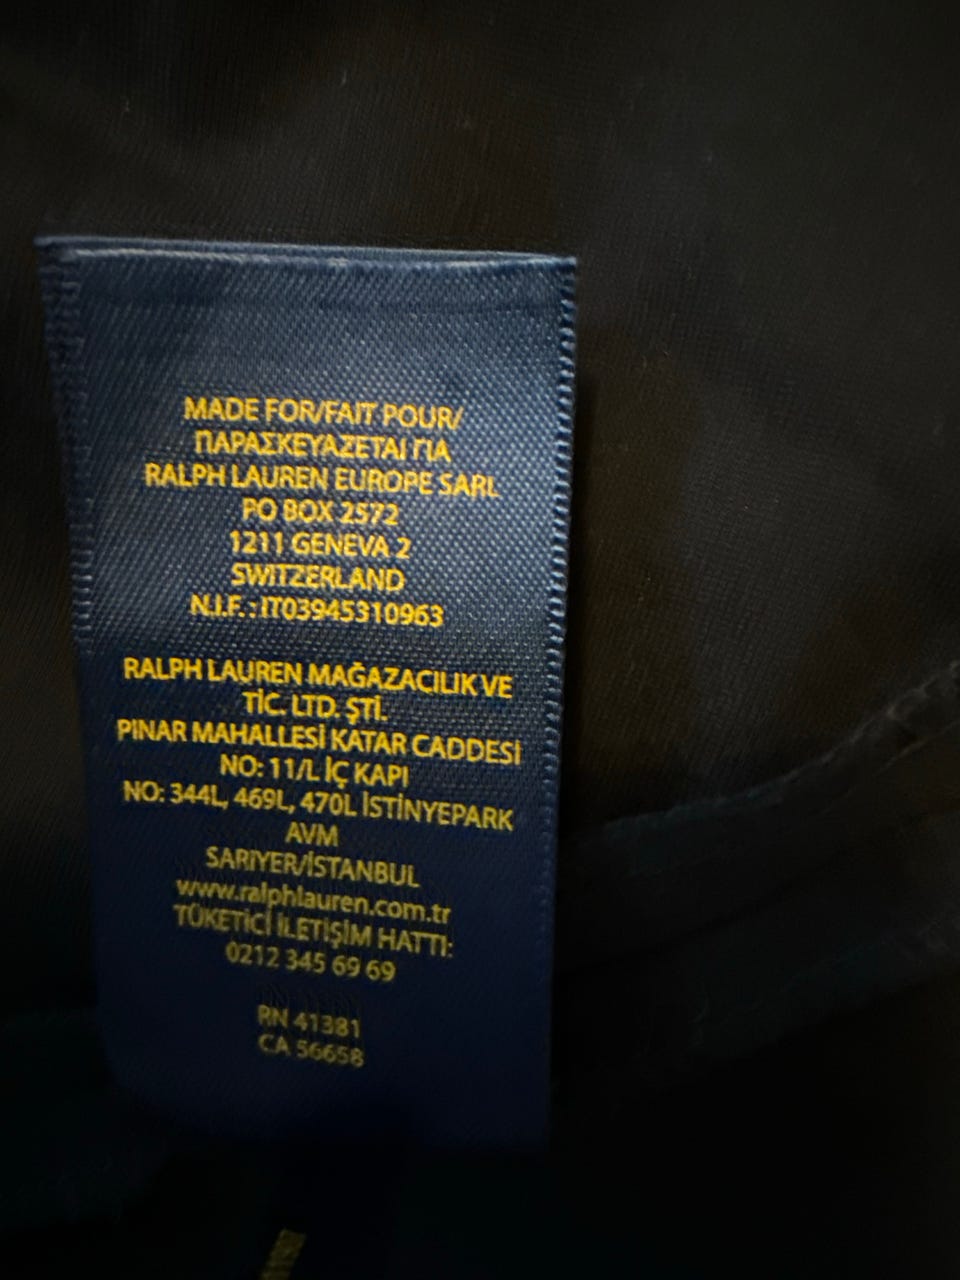 MADE FOR/FAIT POUR/
ΠΑΡΑΣΚΕΥΑΖΕΤΑΙ ΓΙΑ
RALPH LAUREN EUROPE SARL
PO BOX 2572
1211 GENEVA 2
SWITZERLAND
N.I.F. : IT03945310963
RALPH LAUREN MAĞAZACILIK VE
TİC. LTD. ŞTİ.
PINAR MAHALLESİ KATAR CADDESİ
NO: 11/L İÇ KAPI
NO: 344L, 469L, 470L İSTİNYEPARK
AVM
SARIYER/İSTANBUL
www.ralphlauren.com.tr
TÜKETİCİ İLETİŞİM HATTI:
0212 345 69 69
RN 41381
CA 56658